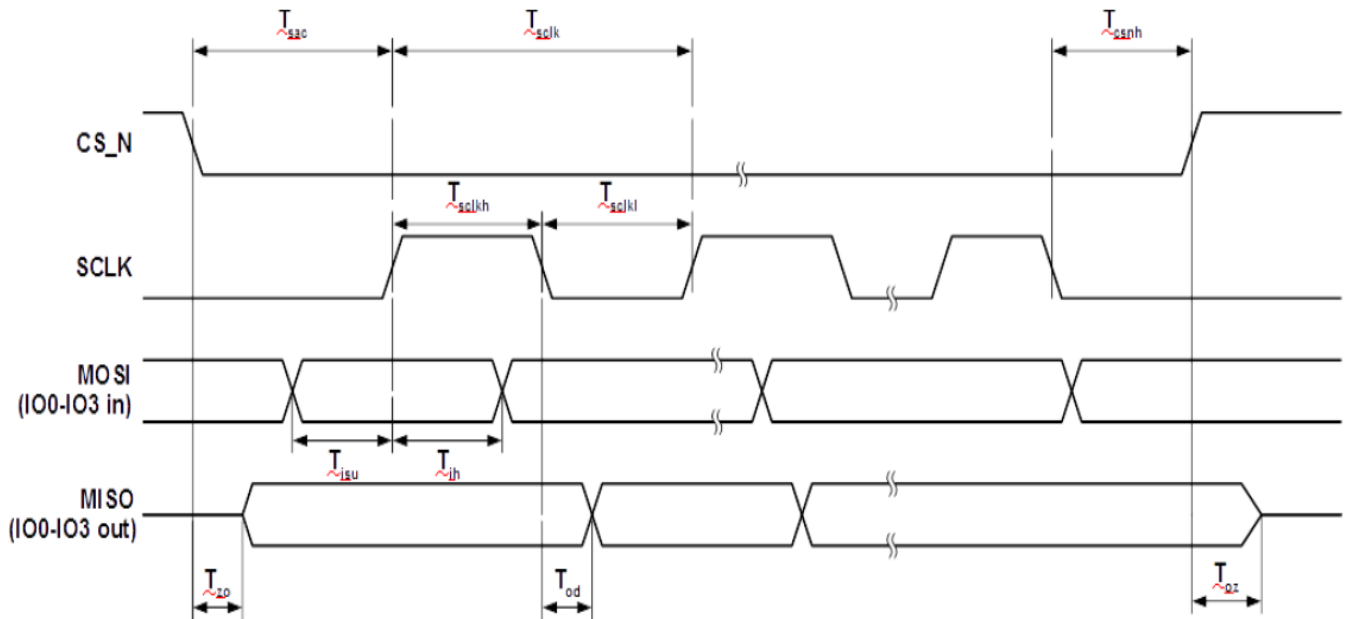 Tsac Tsclk Tcsnh
CS_N
Tsclkh Tsclkl
SCLK
MOSI
(IO0-IO3 in)
Tisu Tih
MISO
(IO0-IO3 out)
Tzo Tod Toz